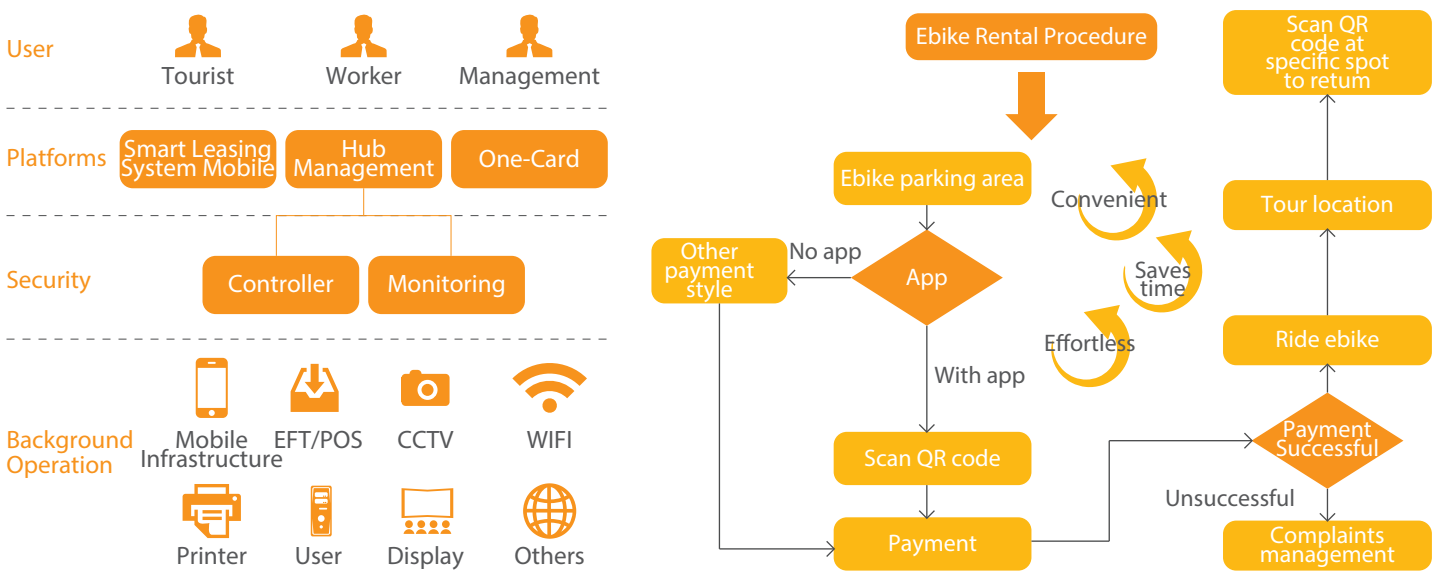 User
Tourist
Worker
Management
Platforms
Smart Leasing
System Mobile
Hub
Management
One-Card
Security
Controller
Monitoring
Background
Operation
Mobile
Infrastructure
EFT/POS
CCTV
WIFI
Printer
User
Display
Others
Ebike Rental Procedure
Ebike parking area
App
No app
Other
payment
style
With app
Scan QR code
Payment
Convenient
Saves
time
Effortless
Scan QR
code at
specific spot
to retum
Tour location
Ride ebike
Payment
Successful
Unsuccessful
Complaints
management